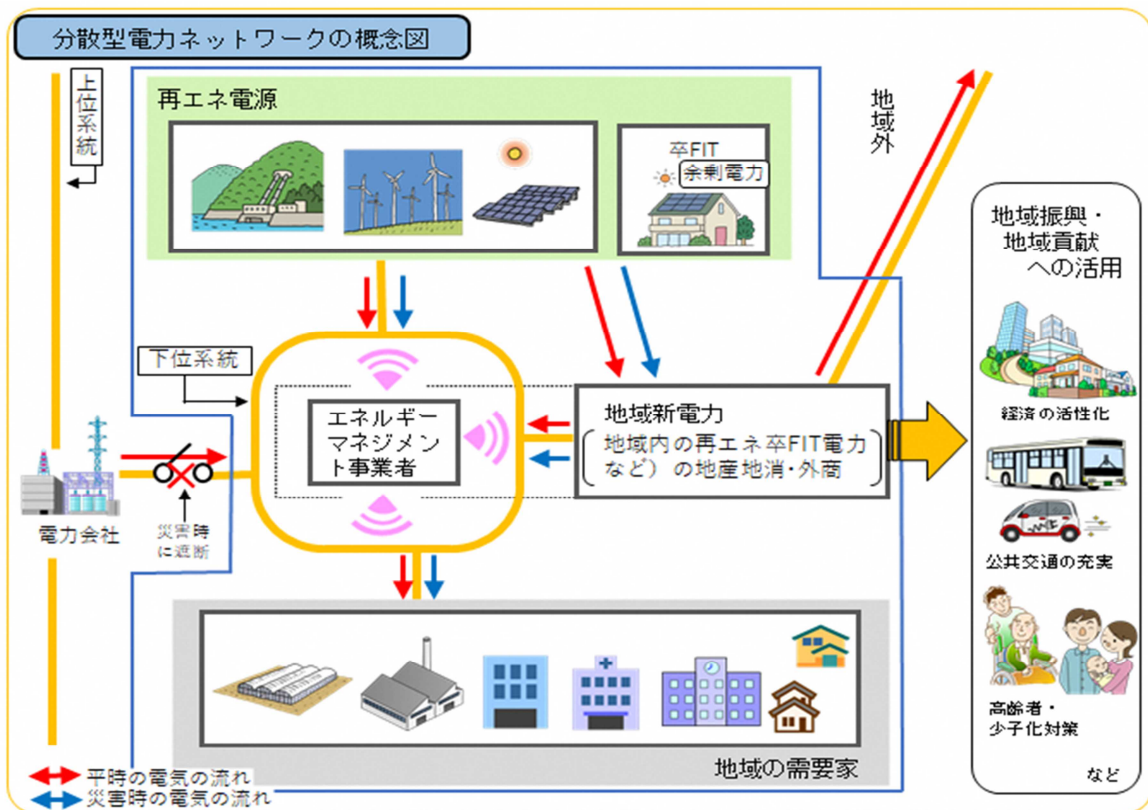 分散型電力ネットワークの概念図
上位系統
再エネ電源
卒FIT
余剰電力
地域外
下位系統
エネルギー
マネジメン
ト事業者
地域新電力
地域内の再エネ卒FIT電力
など）の地産地消・外商
電力会社
災害時
に遮断
地域の需要家
平時の電気の流れ
災害時の電気の流れ
地域振興・
地域貢献
への活用
経済の活性化
公共交通の充実
高齢者・
少子化対策
など